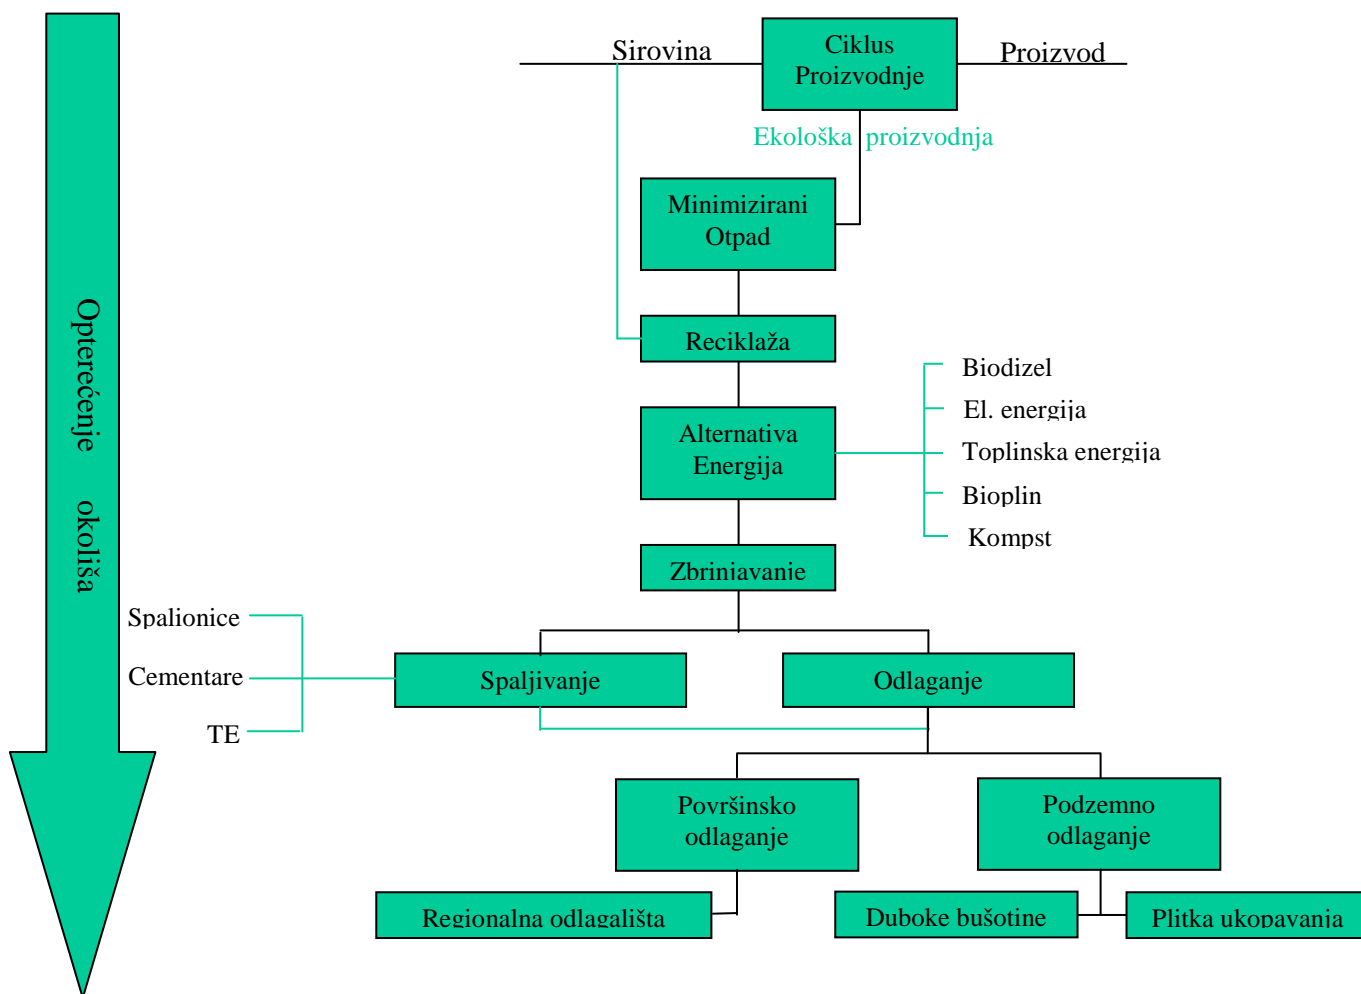 Sirovina
Ciklus
Proizvodnje
Proizvod
Ekološka proizvodnja
Minimizirani
Otpad
Reciklaža
Alternativa
Energija
Biodizel
El. energija
Toplinska energija
Bioplin
Kompst
Zbrinjavanje
Opterećenje okoliša
Spalionice
Cementare
TE
Spaljivanje
Odlaganje
Površinsko
odlaganje
Podzemno
odlaganje
Regionalna odlagališta
Duboke bušotine
Plitka ukopavanja